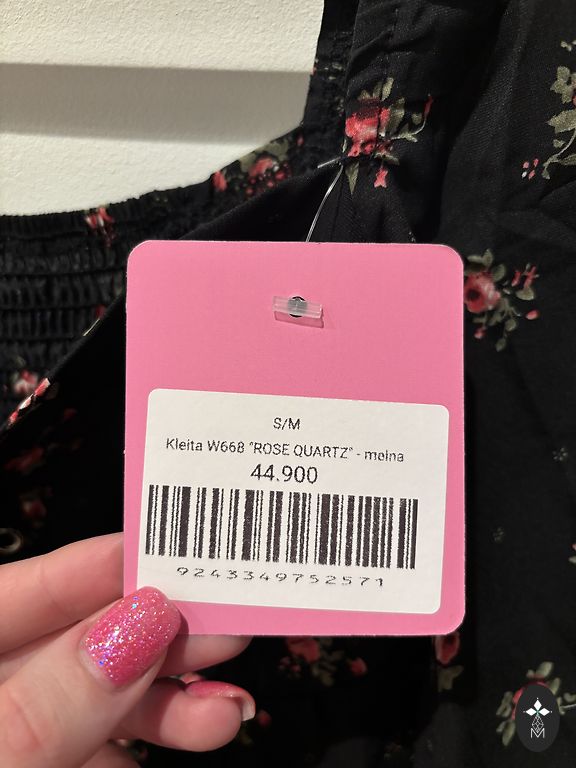 S/M
Kleita W668 "ROSE QUARTZ" - melna
44.900
9243349752571
M